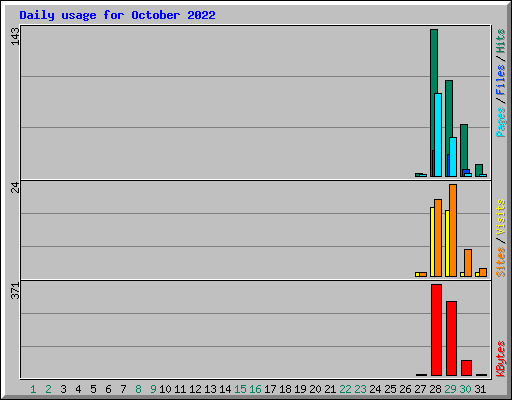 Daily usage for October 2022
143
24
371
Pages/Files/Hits
Sites/Visits
KBytes
1 2 3 4 5 6 7 8 9 10 11 12 13 14 15 16 17 18 19 20 21 22 23 24 25 26 27 28 29 30 31